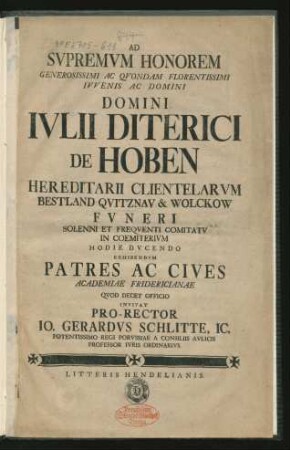 AD
SVPREMVM HONOREM
GENEROSISSIMI AC QVONDAM FLORENTISSIMI
IVVENIS AC DOMINI
DOMINI
IVLII DITERICI
DE HOBEN
HEREDITARII CLIENTELARVM
BESTLAND QVITZNAV & WOLCKOW
FVNERI
SOLENNI ET FREQVENTI COMITATV
IN COEMITERIVM
HODIE DVCENDO
EXHIBENDVM
PATRES AC CIVES
ACADEMIAE FRIDERICIANAE
QVOD DECET OFFICIO
INVITAT
PRO-RECTOR
IO. GERARDVS SCHLITTE, IC.
POTENTISSIMO REGI PORVSSIAE A CONSILIIS AVLICIS
PROFESSOR IVRIS ORDINARIVS.
LITTERIS HENDELIANIS.